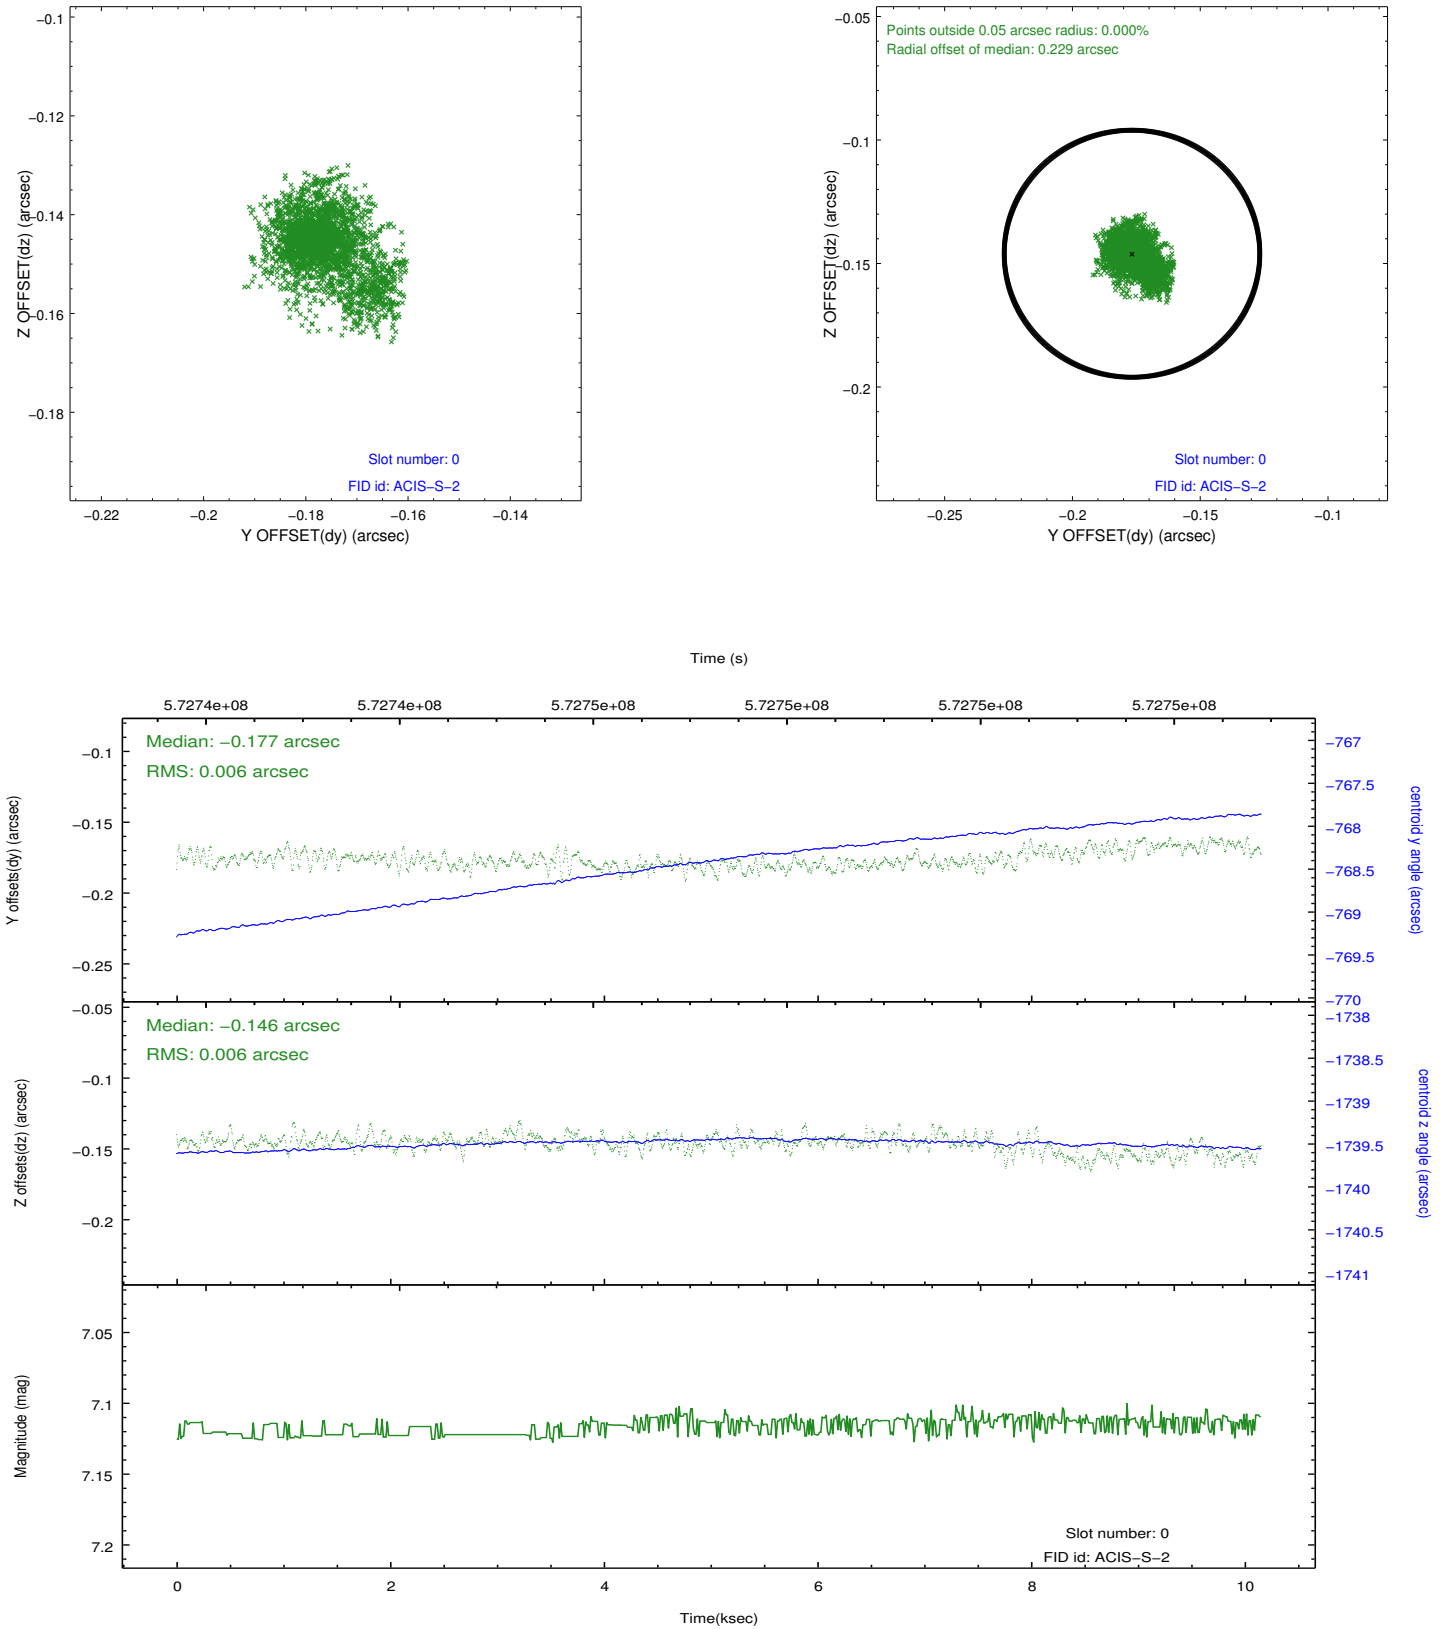 −0.1
−0.12
−0.14
−0.16
−0.18
Z OFFSET(dz) (arcsec)
Slot number: 0
FID id: ACIS−S−2
−0.22
−0.2
−0.18
−0.16
−0.14
Y OFFSET(dy) (arcsec)
−0.05
−0.1
−0.15
−0.2
Z OFFSET(dz) (arcsec)
Points outside 0.05 arcsec radius: 0.000%
Radial offset of median: 0.229 arcsec
Slot number: 0
FID id: ACIS−S−2
−0.25
−0.2
−0.15
−0.1
Y OFFSET(dy) (arcsec)
Time (s)
5.7274e+08
5.7274e+08
5.7275e+08
5.7275e+08
5.7275e+08
5.7275e+08
Median: −0.177 arcsec
RMS: 0.006 arcsec
−0.1
−0.15
−0.2
−0.25
Y offsets(dy) (arcsec)
−767
−767.5
−768
−768.5
−769
−769.5
−770
centroid y angle (arcsec)
Median: −0.146 arcsec
RMS: 0.006 arcsec
−0.05
−0.1
−0.15
−0.2
Z offsets(dz) (arcsec)
−1738
−1738.5
−1739
−1739.5
−1740
−1740.5
−1741
centroid z angle (arcsec)
7.05
7.1
7.15
7.2
Magnitude (mag)
Slot number: 0
FID id: ACIS−S−2
0
2
4
6
8
10
Time(ksec)